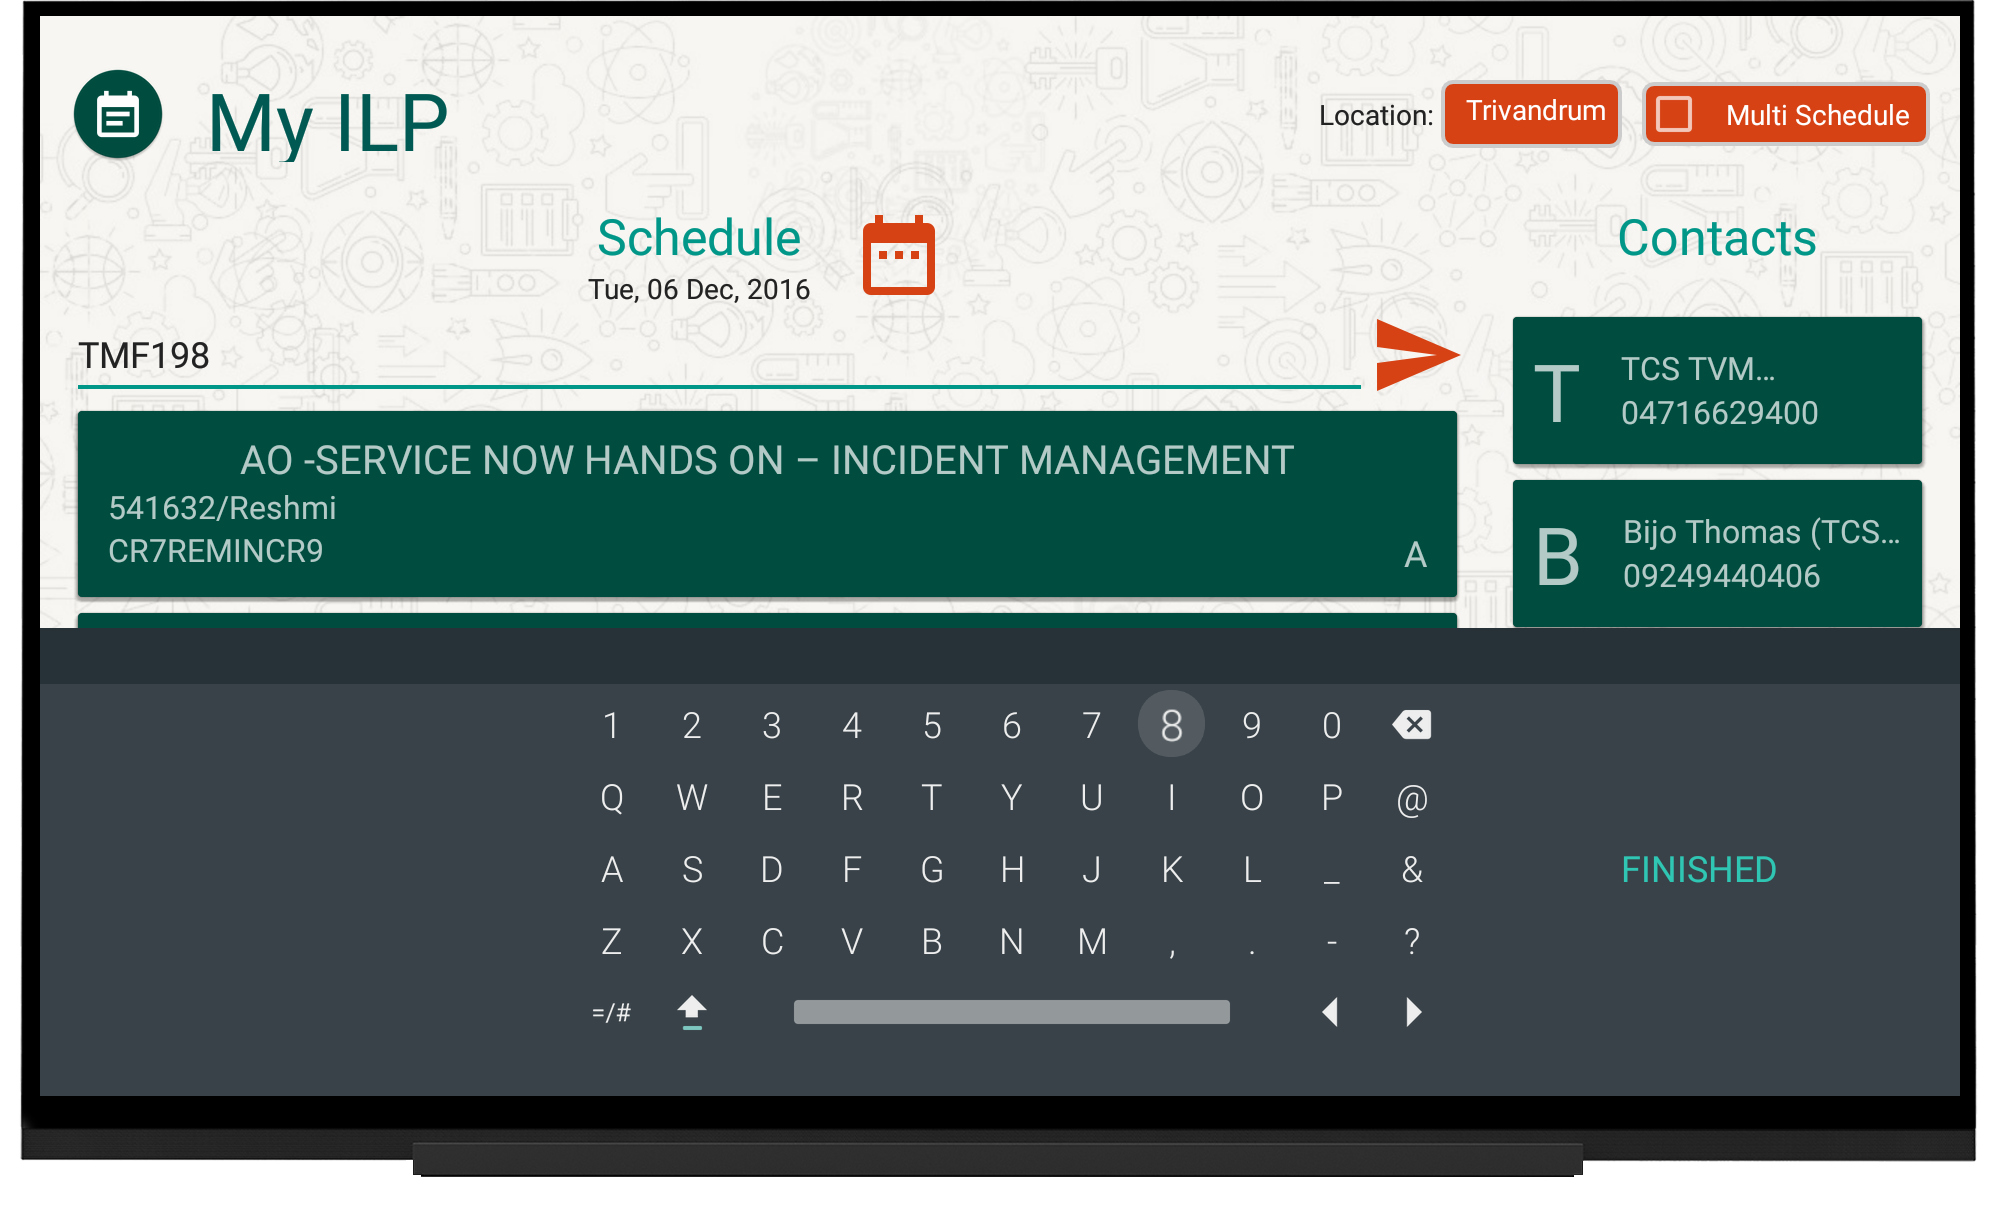 My ILP
Location: Trivandrum
Multi Schedule
Schedule
Tue, 06 Dec, 2016
Contacts
TMF198
AO -SERVICE NOW HANDS ON – INCIDENT MANAGEMENT
541632/Reshmi
CR7REMINCR9
A
T
TCS TVM...
04716629400
B
Bijo Thomas (TCS...
09249440406
1 2 3 4 5 6 7 8 9 0
Q W E R T Y U I O P @
A S D F G H J K L _ &
FINISHED
Z X C V B N M , . - ?
=/#